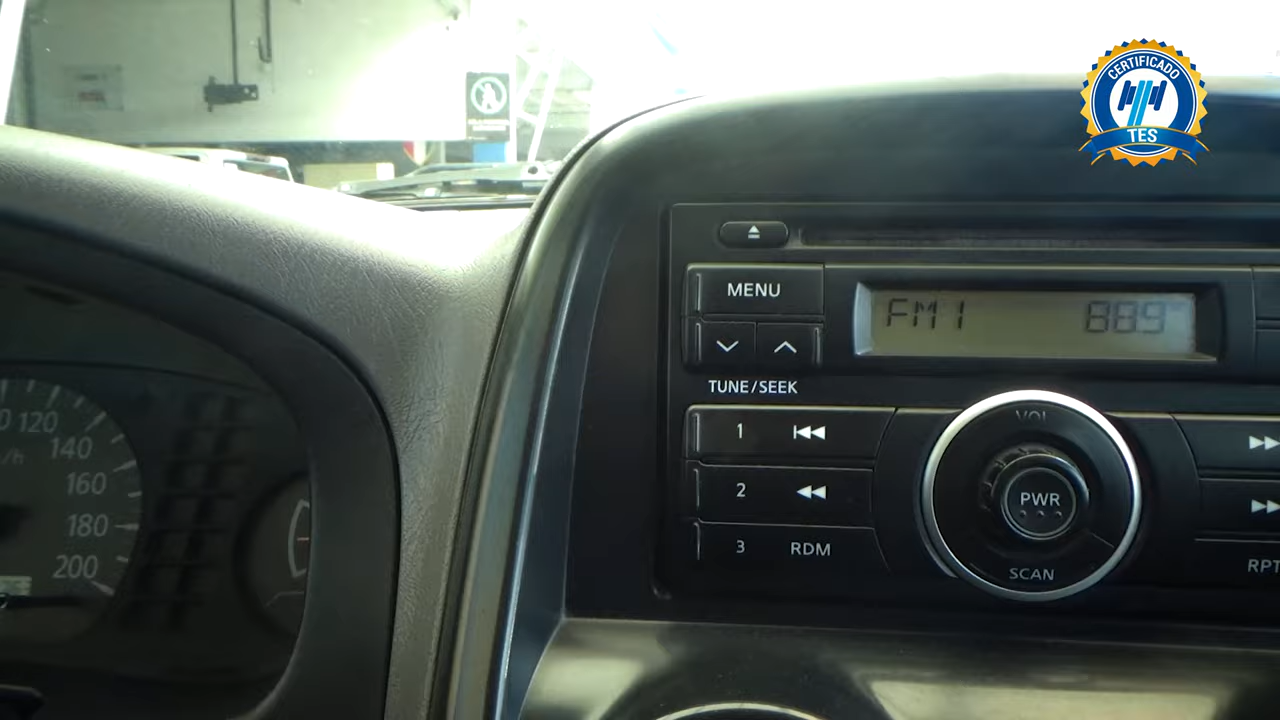 CERTIFICADO
TES
MENU
FM1 889
TUNE/SEEK
1
2
3 RDM
VOL
PWR
SCAN
RPT
120
140
160
180
200